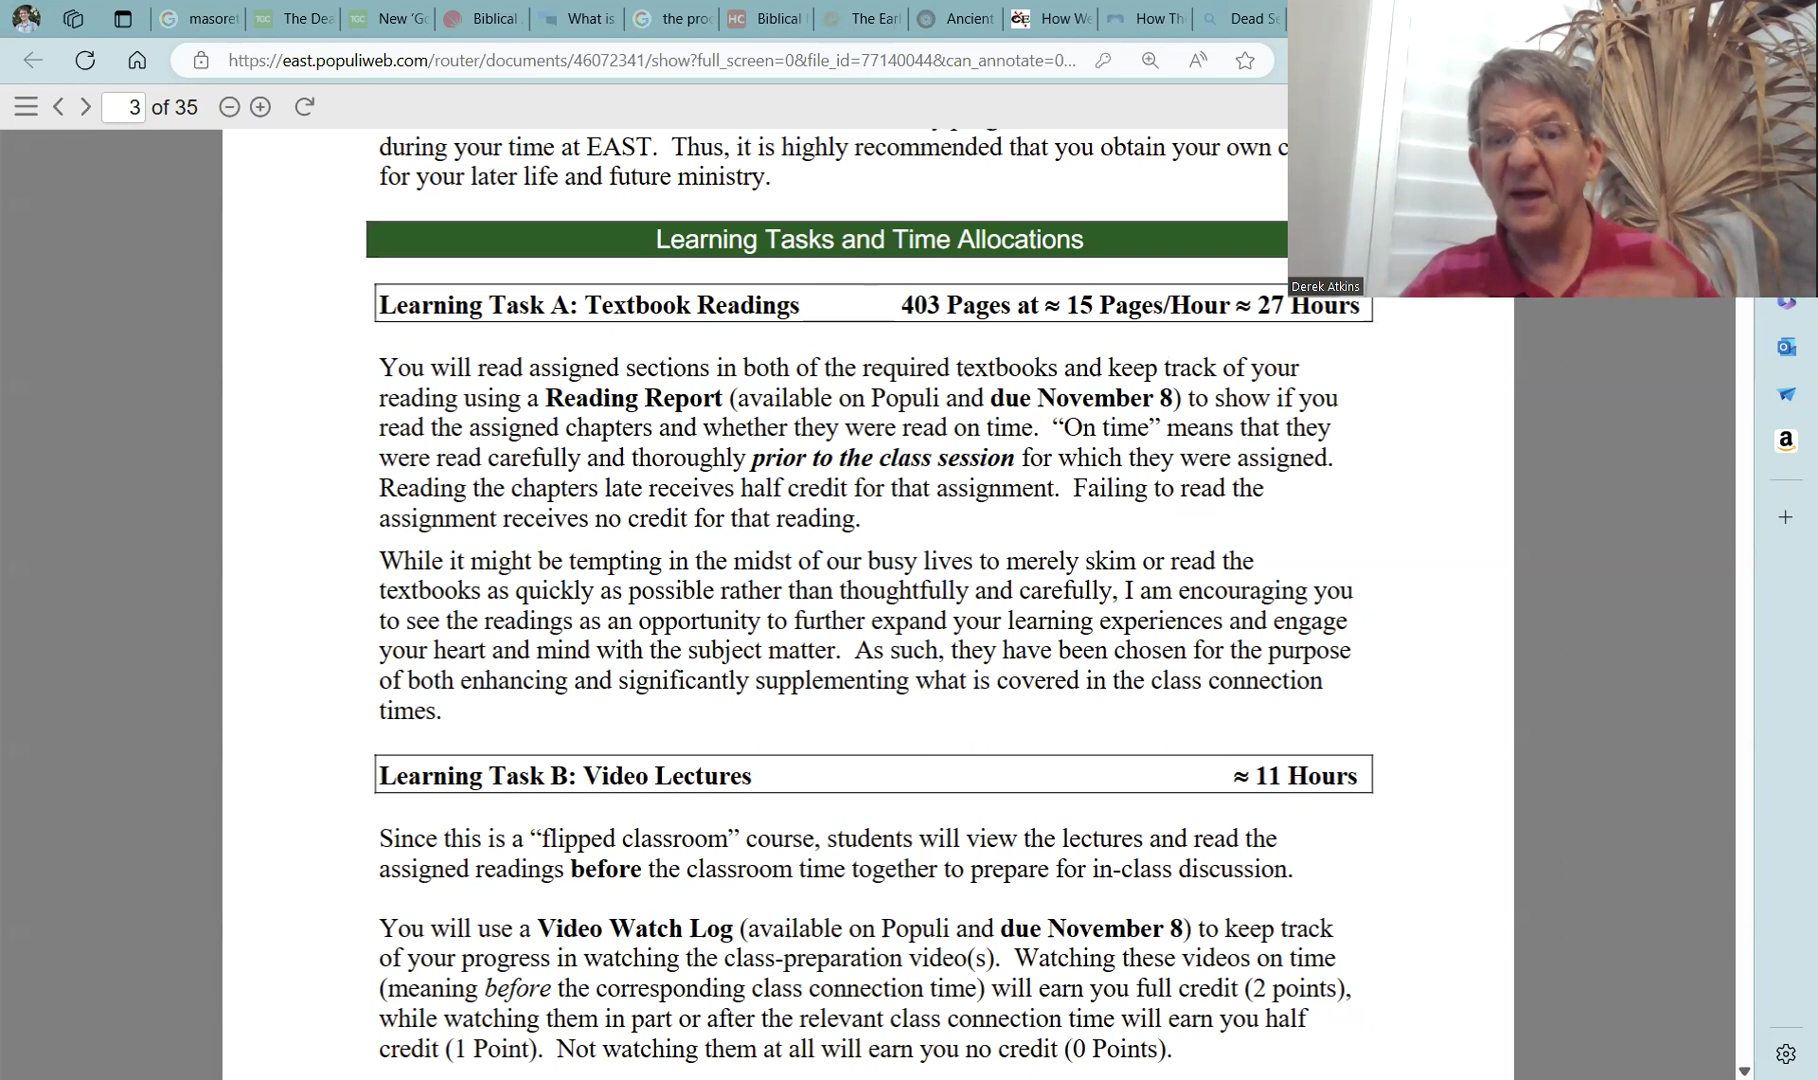 masoret
TGC
The Dea
TGC
New 'Go
Biblical
What is
the proc
HC
Biblical
The Earl
Ancient
CE
How We
How Thi
Dead Se
https://east.populiweb.com/router/documents/46072341/show?full_screen=0&file_id=77140044&can_annotate=0...
3 of 35
during your time at EAST. Thus, it is highly recommended that you obtain your own c
for your later life and future ministry.
Learning Tasks and Time Allocations
Derek Atkins
Learning Task A: Textbook Readings 403 Pages at ≈ 15 Pages/Hour ≈ 27 Hours
You will read assigned sections in both of the required textbooks and keep track of your
reading using a Reading Report (available on Populi and due November 8) to show if you
read the assigned chapters and whether they were read on time. “On time” means that they
were read carefully and thoroughly prior to the class session for which they were assigned.
Reading the chapters late receives half credit for that assignment. Failing to read the
assignment receives no credit for that reading.
While it might be tempting in the midst of our busy lives to merely skim or read the
textbooks as quickly as possible rather than thoughtfully and carefully, I am encouraging you
to see the readings as an opportunity to further expand your learning experiences and engage
your heart and mind with the subject matter. As such, they have been chosen for the purpose
of both enhancing and significantly supplementing what is covered in the class connection
times.
Learning Task B: Video Lectures ≈ 11 Hours
Since this is a “flipped classroom” course, students will view the lectures and read the
assigned readings before the classroom time together to prepare for in-class discussion.
You will use a Video Watch Log (available on Populi and due November 8) to keep track
of your progress in watching the class-preparation video(s). Watching these videos on time
(meaning before the corresponding class connection time) will earn you full credit (2 points),
while watching them in part or after the relevant class connection time will earn you half
credit (1 Point). Not watching them at all will earn you no credit (0 Points).